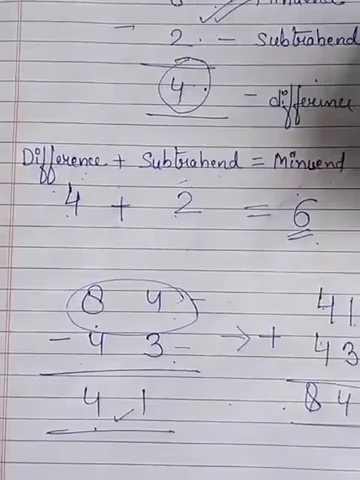 Minuend
- 2 - Subtrahend
4 - difference
Difference + Subtrahend = Minuend
4 + 2 = 6
8 4 - 41
- 4 3 - → + 43
4 1 84